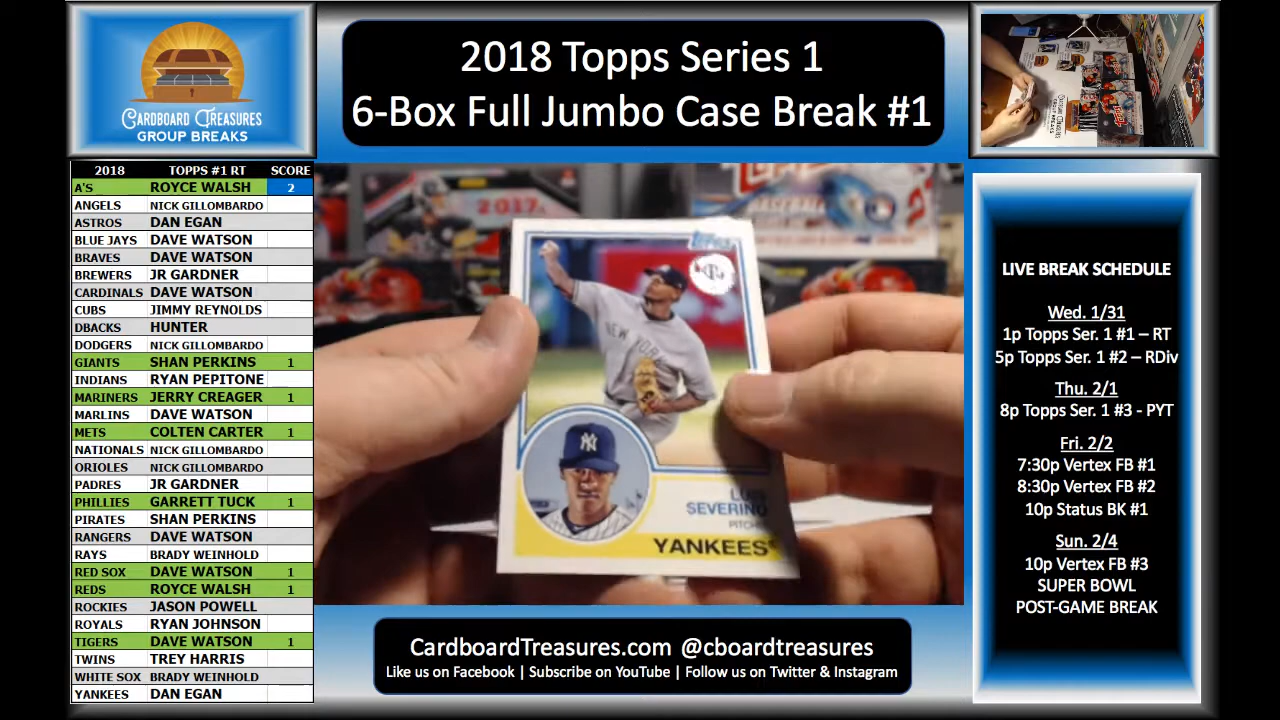 CARDBOARD TREASURES
GROUP BREAKS
2018 Topps Series 1
6-Box Full Jumbo Case Break #1
2018 TOPPS #1 RT SCORE
A'S ROYCE WALSH 2
ANGELS NICK GILLOMBARDO
ASTROS DAN EGAN
BLUE JAYS DAVE WATSON
BRAVES DAVE WATSON
BREWERS JR GARDNER
CARDINALS DAVE WATSON
CUBS JIMMY REYNOLDS
DBACKS HUNTER
DODGERS NICK GILLOMBARDO
GIANTS SHAN PERKINS 1
INDIANS RYAN PEPITONE
MARINERS JERRY CREAGER 1
MARLINS DAVE WATSON
METS COLTEN CARTER 1
NATIONALS NICK GILLOMBARDO
ORIOLES NICK GILLOMBARDO
PADRES JR GARDNER
PHILLIES GARRETT TUCK 1
PIRATES SHAN PERKINS
RANGERS DAVE WATSON
RAYS BRADY WEINHOLD
RED SOX DAVE WATSON 1
REDS ROYCE WALSH 1
ROCKIES JASON POWELL
ROYALS RYAN JOHNSON
TIGERS DAVE WATSON 1
TWINS TREY HARRIS
WHITE SOX BRADY WEINHOLD
YANKEES DAN EGAN
2017
Topps
NEW YORK
LUIS
SEVERINO
PITCHER
YANKEES
CardboardTreasures.com @cboardtreasures
Like us on Facebook | Subscribe on YouTube | Follow us on Twitter & Instagram
LIVE BREAK SCHEDULE
Wed. 1/31
1p Topps Ser. 1 #1 – RT
5p Topps Ser. 1 #2 – RDiv
Thu. 2/1
8p Topps Ser. 1 #3 - PYT
Fri. 2/2
7:30p Vertex FB #1
8:30p Vertex FB #2
10p Status BK #1
Sun. 2/4
10p Vertex FB #3
SUPER BOWL
POST-GAME BREAK